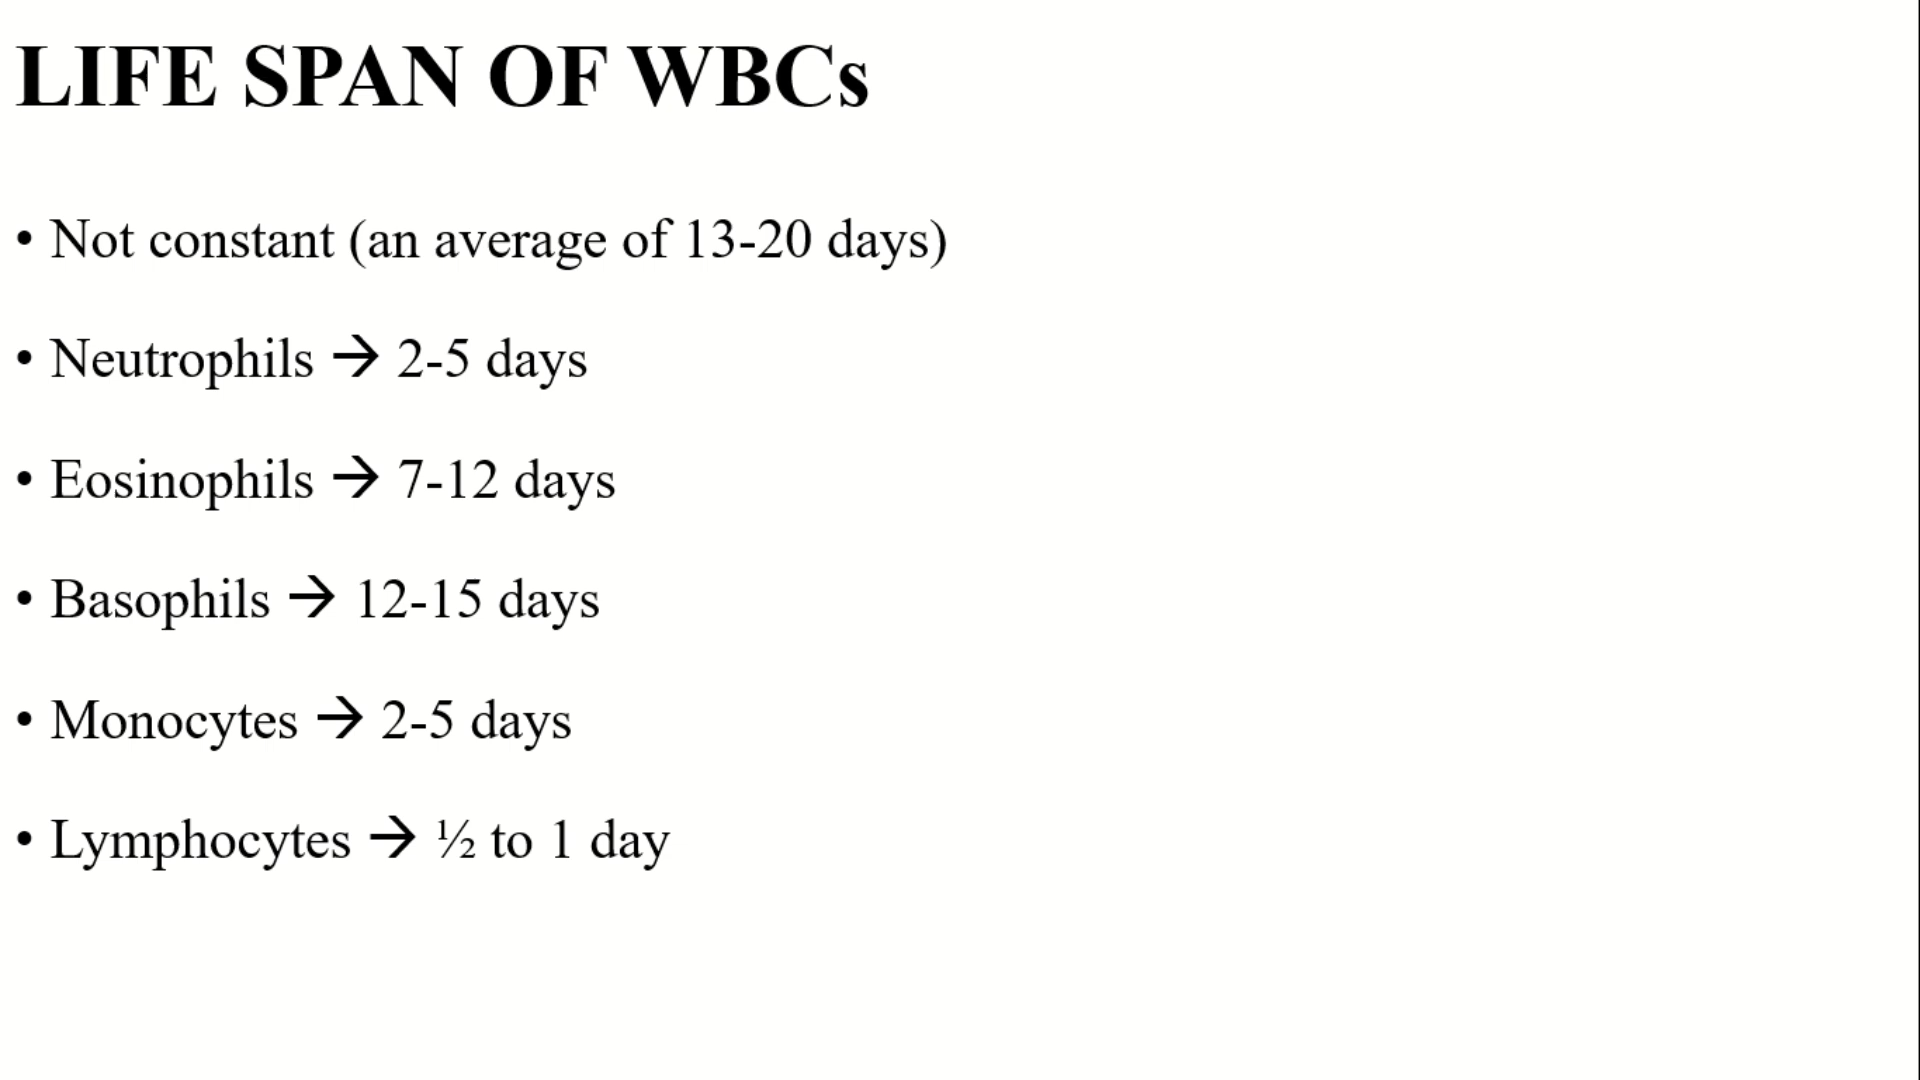 LIFE SPAN OF WBCs
• Not constant (an average of 13-20 days)
• Neutrophils → 2-5 days
• Eosinophils → 7-12 days
• Basophils → 12-15 days
• Monocytes → 2-5 days
• Lymphocytes → ½ to 1 day